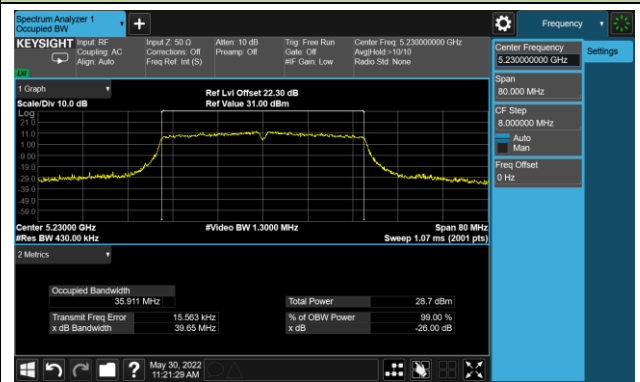 Spectrum Analyzer 1
Occupied BW
Frequency
KEYSIGHT
Input: RF
Coupling: AC
Align: Auto
Input Z: 50 Ω
Corrections: Off
Freq Ref: Int (S)
Atten: 10 dB
Preamp: Off
Trig: Free Run
Gate: Off
#IF Gain: Low
Center Freq: 5.230000000 GHz
Avg|Hold:>10/10
Radio Std: None
Center Frequency
5.230000000 GHz
Settings
Span
80.000 MHz
CF Step
8.000000 MHz
Auto
Man
Freq Offset
0 Hz
1 Graph
Scale/Div 10.0 dB
Ref Lvl Offset 22.30 dB
Ref Value 31.00 dBm
Log
21.0
11.0
1.00
-9.00
-19.0
-29.0
-39.0
-49.0
-59.0
Center 5.23000 GHz
#Video BW 1.3000 MHz
Span 80 MHz
#Res BW 430.00 kHz
Sweep 1.07 ms (2001 pts)
2 Metrics
Occupied Bandwidth
35.911 MHz
Total Power 28.7 dBm
Transmit Freq Error 15.563 kHz
% of OBW Power 99.00 %
x dB Bandwidth 39.65 MHz
x dB -26.00 dB
May 30, 2022
11:21:29 AM